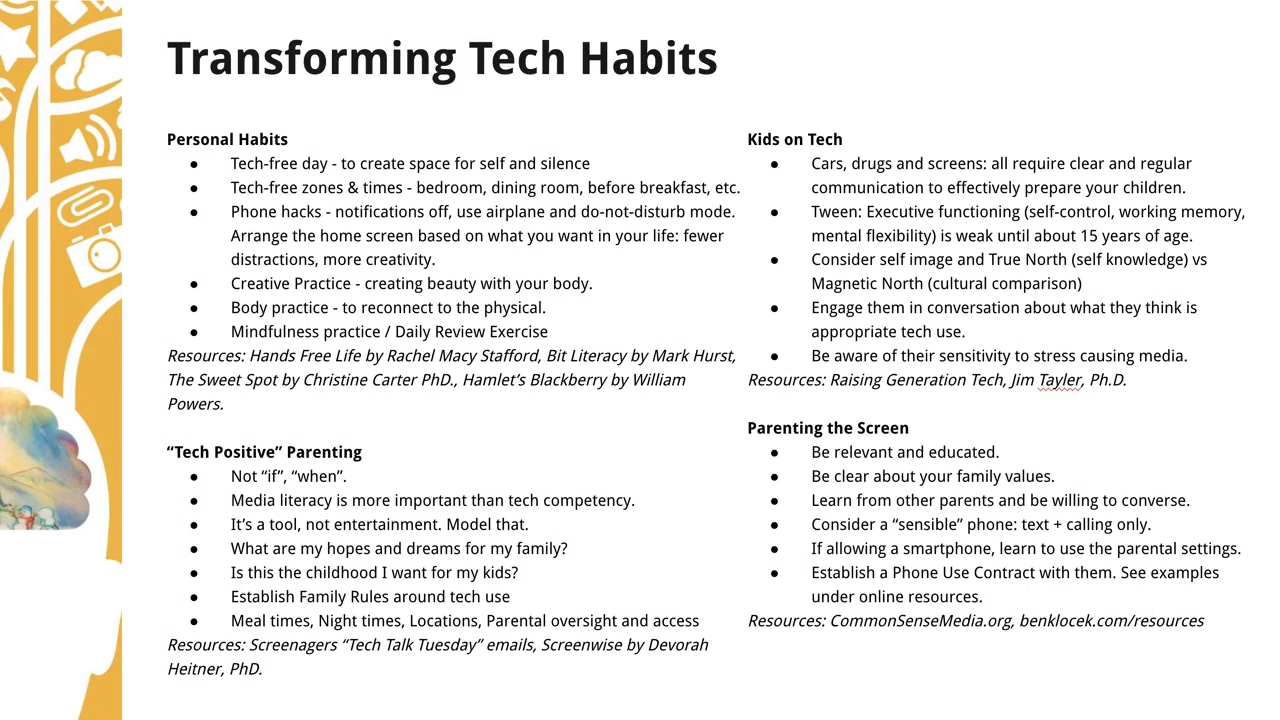 Transforming Tech Habits
Personal Habits
● Tech-free day - to create space for self and silence
● Tech-free zones & times - bedroom, dining room, before breakfast, etc.
● Phone hacks - notifications off, use airplane and do-not-disturb mode.
Arrange the home screen based on what you want in your life: fewer
distractions, more creativity.
● Creative Practice - creating beauty with your body.
● Body practice - to reconnect to the physical.
● Mindfulness practice / Daily Review Exercise
Resources: Hands Free Life by Rachel Macy Stafford, Bit Literacy by Mark Hurst,
The Sweet Spot by Christine Carter PhD., Hamlet’s Blackberry by William
Powers.
“Tech Positive” Parenting
● Not “if”, “when”.
● Media literacy is more important than tech competency.
● It’s a tool, not entertainment. Model that.
● What are my hopes and dreams for my family?
● Is this the childhood I want for my kids?
● Establish Family Rules around tech use
● Meal times, Night times, Locations, Parental oversight and access
Resources: Screenagers “Tech Talk Tuesday” emails, Screenwise by Devorah
Heitner, PhD.
Kids on Tech
● Cars, drugs and screens: all require clear and regular
communication to effectively prepare your children.
● Tween: Executive functioning (self-control, working memory,
mental flexibility) is weak until about 15 years of age.
● Consider self image and True North (self knowledge) vs
Magnetic North (cultural comparison)
● Engage them in conversation about what they think is
appropriate tech use.
● Be aware of their sensitivity to stress causing media.
Resources: Raising Generation Tech, Jim Tayler, Ph.D.
Parenting the Screen
● Be relevant and educated.
● Be clear about your family values.
● Learn from other parents and be willing to converse.
● Consider a “sensible” phone: text + calling only.
● If allowing a smartphone, learn to use the parental settings.
● Establish a Phone Use Contract with them. See examples
under online resources.
Resources: CommonSenseMedia.org, benklocek.com/resources